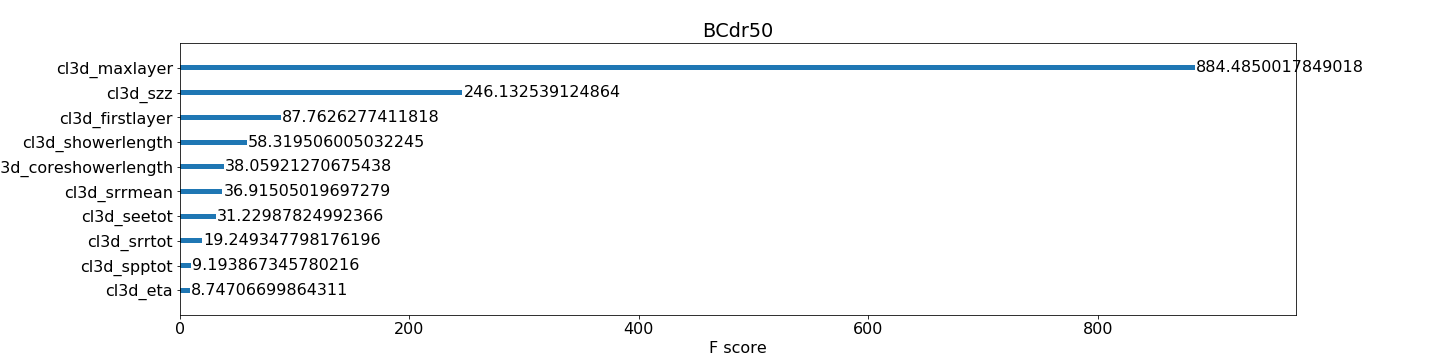 BCdr50
cl3d_maxlayer 884.4850017849018
cl3d_szz 246.132539124864
cl3d_firstlayer 87.7626277411818
cl3d_showerlength 58.319506005032245
3d_coreshowerlength 38.05921270675438
cl3d_srrmean 36.91505019697279
cl3d_seetot 31.22987824992366
cl3d_srrtot 19.249347798176196
cl3d_spptot 9.193867345780216
cl3d_eta 8.74706699864311
0 200 400 600 800
F score